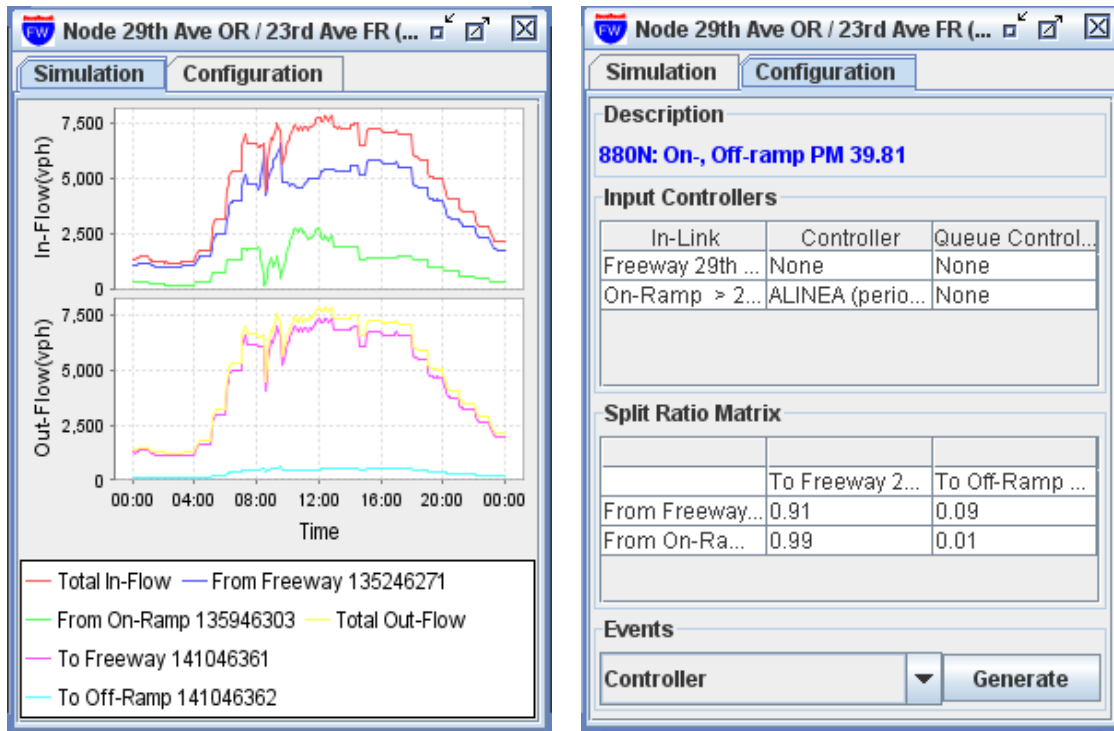 FW Node 29th Ave OR / 23rd Ave FR (...
Simulation Configuration
7,500
5,000
2,500
0
In-Flow(vph)
7,500
5,000
2,500
0
Out-Flow(vph)
00:00 04:00 08:00 12:00 16:00 20:00 00:00
Time
Total In-Flow From Freeway 135246271
From On-Ramp 135946303 Total Out-Flow
To Freeway 141046361
To Off-Ramp 141046362
FW Node 29th Ave OR / 23rd Ave FR (...
Simulation Configuration
Description
880N: On-, Off-ramp PM 39.81
Input Controllers
In-Link Controller Queue Control...
Freeway 29th ... None None
On-Ramp > 2... ALINEA (perio... None
Split Ratio Matrix
To Freeway 2... To Off-Ramp ...
From Freeway... 0.91 0.09
From On-Ra... 0.99 0.01
Events
Controller Generate